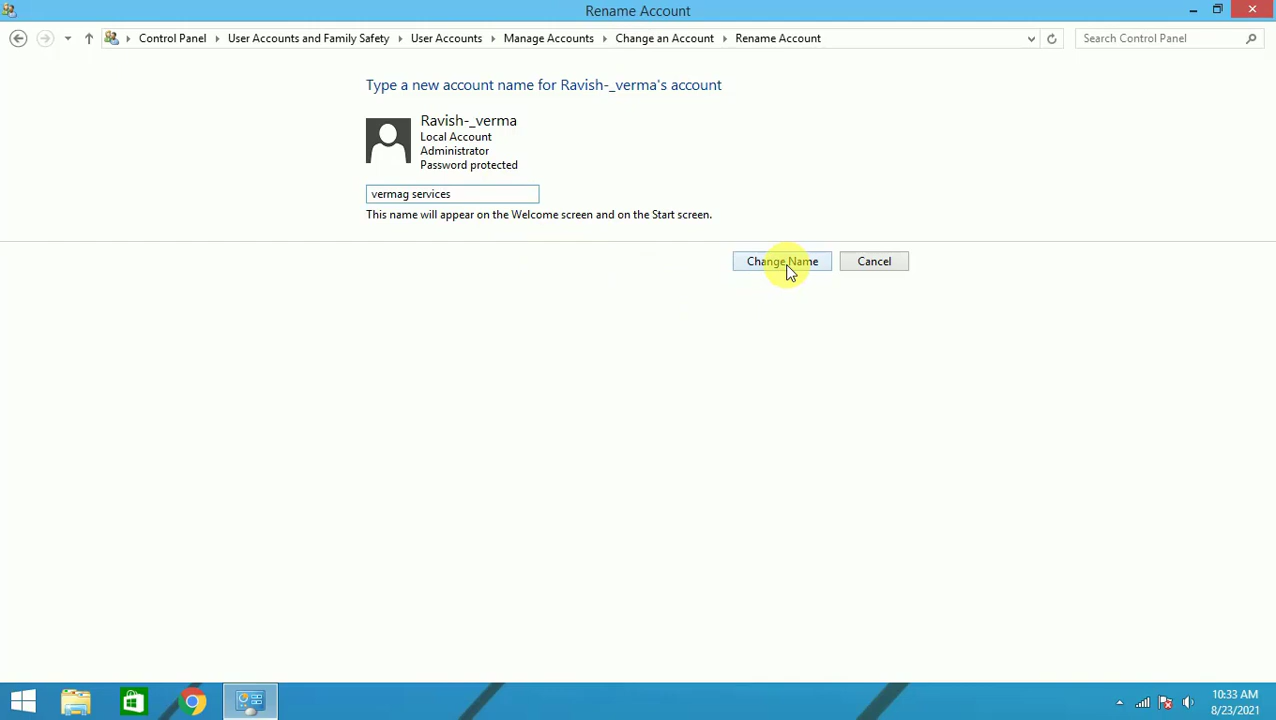 Rename Account
Control Panel User Accounts and Family Safety User Accounts Manage Accounts Change an Account Rename Account
Search Control Panel
Type a new account name for Ravish-_verma's account
Ravish-_verma
Local Account
Administrator
Password protected
vermag services
This name will appear on the Welcome screen and on the Start screen.
Change Name Cancel
10:33 AM
8/23/2021